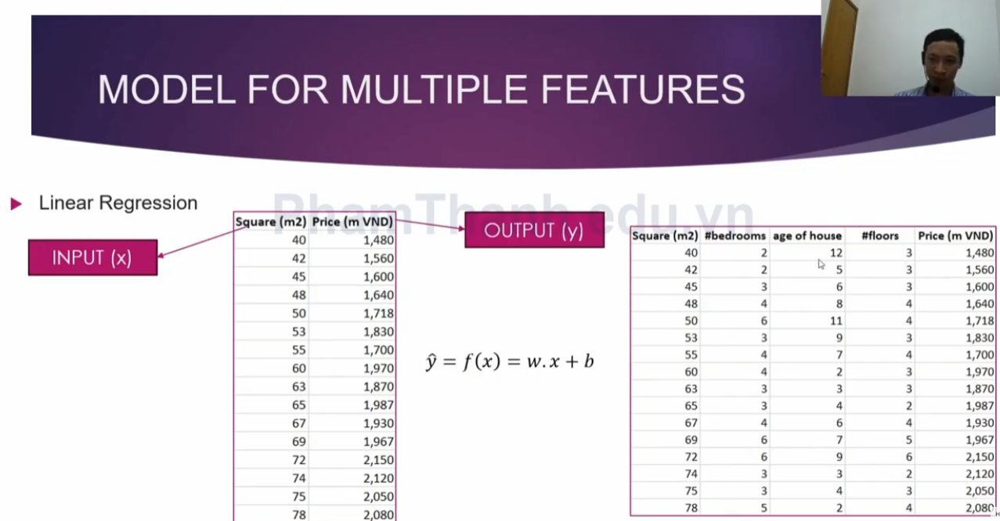 MODEL FOR MULTIPLE FEATURES
PhamThanh.edu.vn
Linear Regression
INPUT (x)
Square (m2) Price (m VND)
40 1,480
42 1,560
45 1,600
48 1,640
50 1,718
53 1,830
55 1,700
60 1,970
63 1,870
65 1,987
67 1,930
69 1,967
72 2,150
74 2,120
75 2,050
78 2,080
OUTPUT (y)
ŷ = f(x) = w. x + b
Square (m2) #bedrooms age of house #floors Price (m VND)
40 2 12 3 1,480
42 2 5 3 1,560
45 3 6 3 1,600
48 4 8 4 1,640
50 6 11 4 1,718
53 3 9 3 1,830
55 4 7 4 1,700
60 4 2 3 1,970
63 3 3 3 1,870
65 3 4 2 1,987
67 4 6 4 1,930
69 6 7 5 1,967
72 6 9 6 2,150
74 3 3 2 2,120
75 3 4 3 2,050
78 5 2 4 2,080